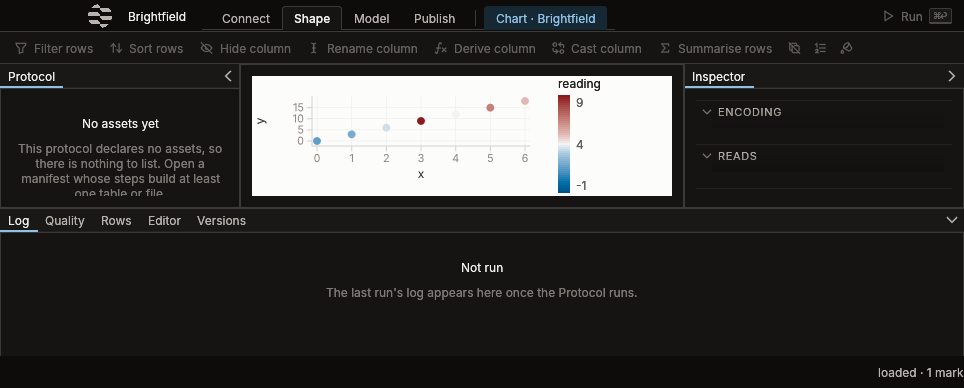 Brightfield
Connect
Shape
Model
Publish
Chart · Brightfield
Run
Filter rows
Sort rows
Hide column
Rename column
Derive column
Cast column
Summarise rows
Protocol
No assets yet
This protocol declares no assets, so
there is nothing to list. Open a
manifest whose steps build at least
one table or file.
reading
9
4
-1
y
15
10
5
0
0 1 2 3 4 5 6
x
Inspector
ENCODING
READS
Log
Quality
Rows
Editor
Versions
Not run
The last run's log appears here once the Protocol runs.
loaded · 1 mark